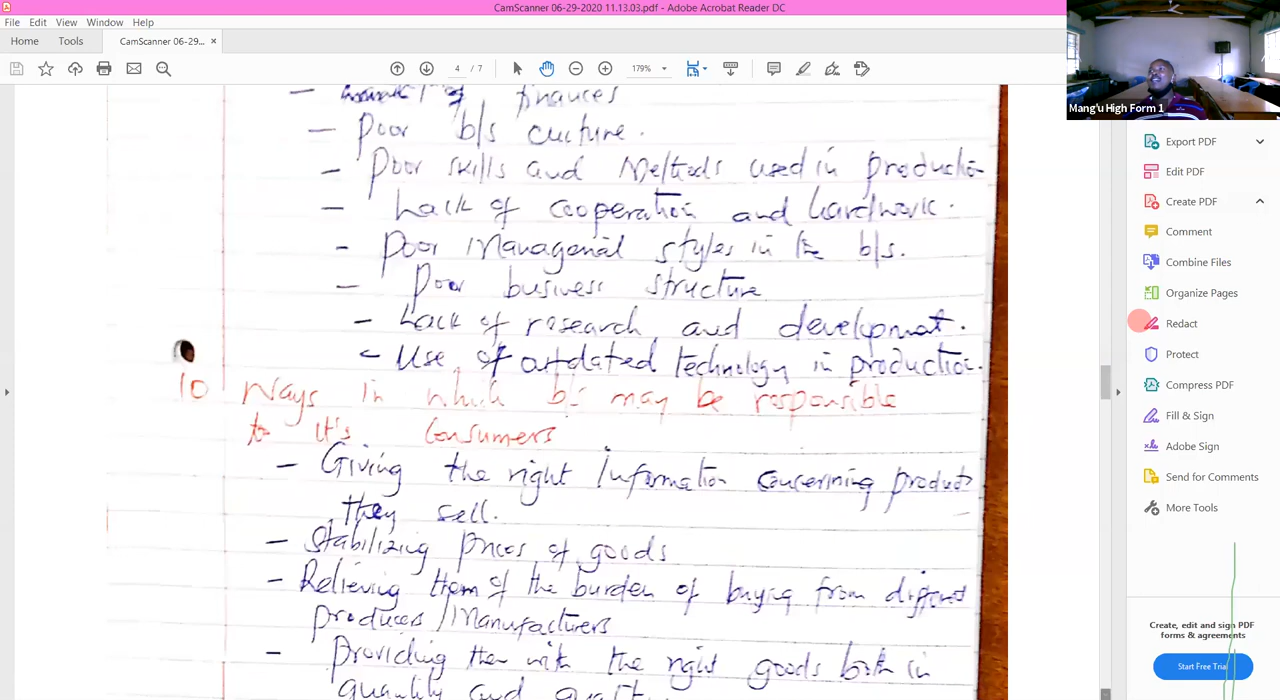 CamScanner 06-29-2020 11.13.03.pdf - Adobe Acrobat Reader DC
File Edit View Window Help
Home Tools CamScanner 06-29... ×
4 / 7 179%
Mang'u High Form 1
of finances
- Poor b/s culture.
- Poor skills and Methods used in production
- Lack of cooperation and hardwork.
- Poor Managerial styles in b/s.
- Poor business structure
- Lack of research and development.
- Use of outdated technology in production.
10 Ways in which b/s may be responsible
to it's Consumers
- Giving the right Information concerning products
they sell.
- Stabilizing prices of goods
- Relieving them of the burden of buying from different
producers/Manufacturers
- Providing them with the right goods both in
quantity and
Export PDF
Edit PDF
Create PDF
Comment
Combine Files
Organize Pages
Redact
Protect
Compress PDF
Fill & Sign
Adobe Sign
Send for Comments
More Tools
Create, edit and sign PDF
forms & agreements
Start Free Trial